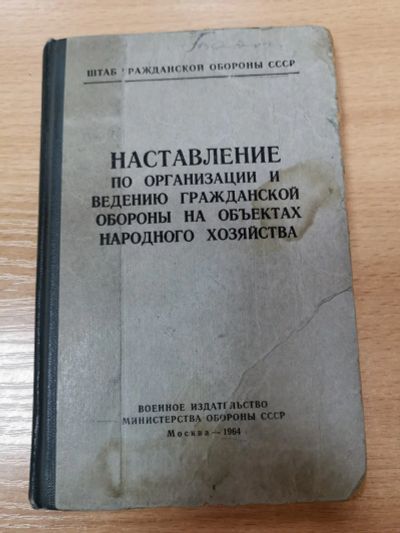 ШТАБ ГРАЖДАНСКОЙ ОБОРОНЫ СССР
НАСТАВЛЕНИЕ
ПО ОРГАНИЗАЦИИ И
ВЕДЕНИЮ ГРАЖДАНСКОЙ
ОБОРОНЫ НА ОБЪЕКТАХ
НАРОДНОГО ХОЗЯЙСТВА
ВОЕННОЕ ИЗДАТЕЛЬСТВО
МИНИСТЕРСТВА ОБОРОНЫ СССР
Москва — 1964